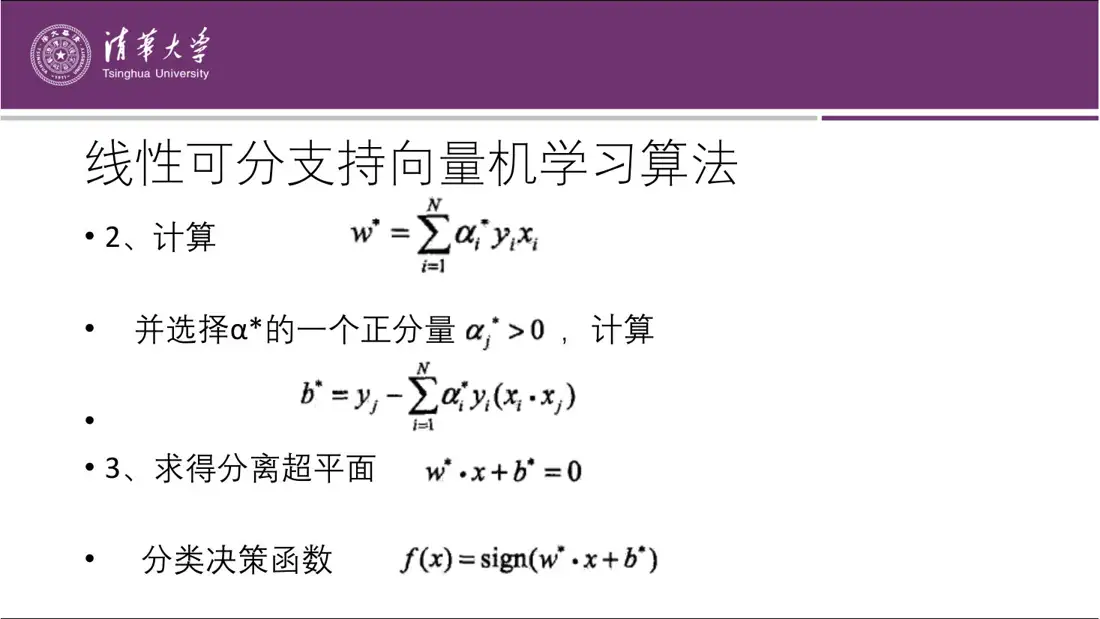 清华大学
Tsinghua University
线性可分支持向量机学习算法
• 2、计算 w* = ∑_{i=1}^{N} α_i* y_i x_i
• 并选择α*的一个正分量 α_j* > 0 ，计算
• b* = y_j − ∑_{i=1}^{N} α_i* y_i (x_i · x_j)
• 3、求得分离超平面 w* · x + b* = 0
• 分类决策函数 f(x) = sign(w* · x + b*)